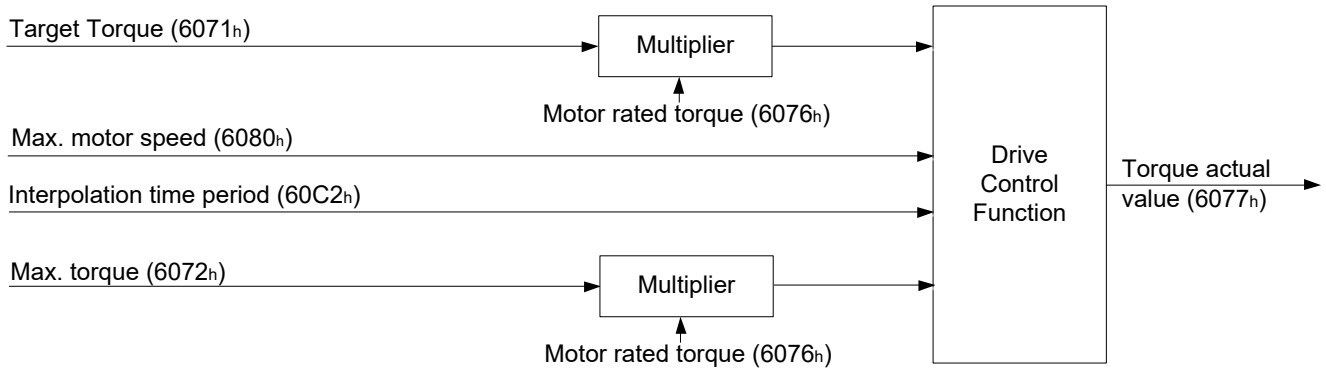 Target Torque (6071h)
Multiplier
Motor rated torque (6076h)
Max. motor speed (6080h)
Interpolation time period (60C2h)
Max. torque (6072h)
Multiplier
Motor rated torque (6076h)
Drive
Control
Function
Torque actual
value (6077h)